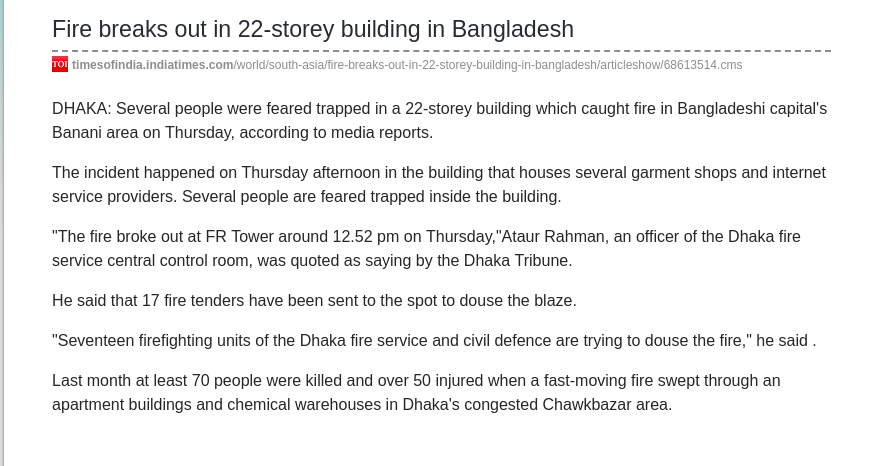 Fire breaks out in 22-storey building in Bangladesh
TOI timesofindia.indiatimes.com/world/south-asia/fire-breaks-out-in-22-storey-building-in-bangladesh/articleshow/68613514.cms
DHAKA: Several people were feared trapped in a 22-storey building which caught fire in Bangladeshi capital's
Banani area on Thursday, according to media reports.
The incident happened on Thursday afternoon in the building that houses several garment shops and internet
service providers. Several people are feared trapped inside the building.
"The fire broke out at FR Tower around 12.52 pm on Thursday,"Ataur Rahman, an officer of the Dhaka fire
service central control room, was quoted as saying by the Dhaka Tribune.
He said that 17 fire tenders have been sent to the spot to douse the blaze.
"Seventeen firefighting units of the Dhaka fire service and civil defence are trying to douse the fire," he said .
Last month at least 70 people were killed and over 50 injured when a fast-moving fire swept through an
apartment buildings and chemical warehouses in Dhaka's congested Chawkbazar area.